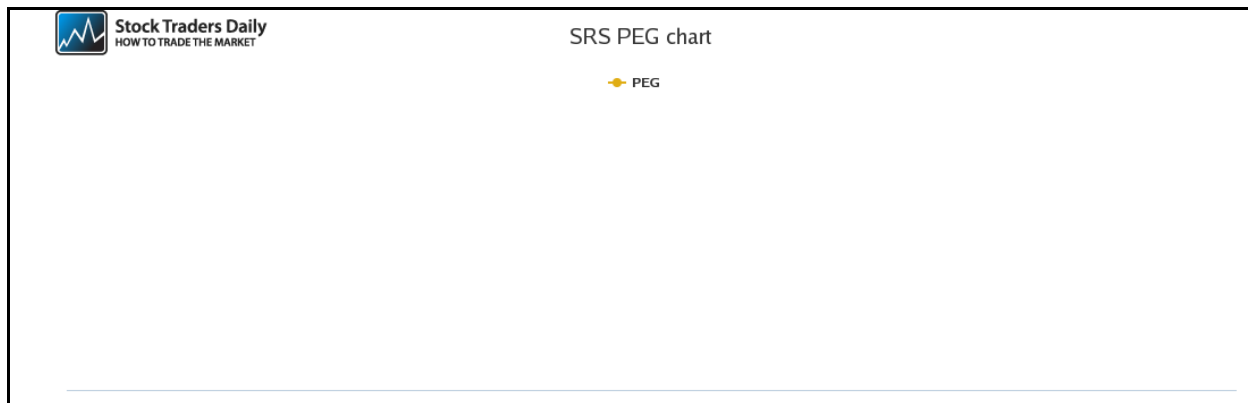 Stock Traders Daily
HOW TO TRADE THE MARKET
SRS PEG chart
PEG